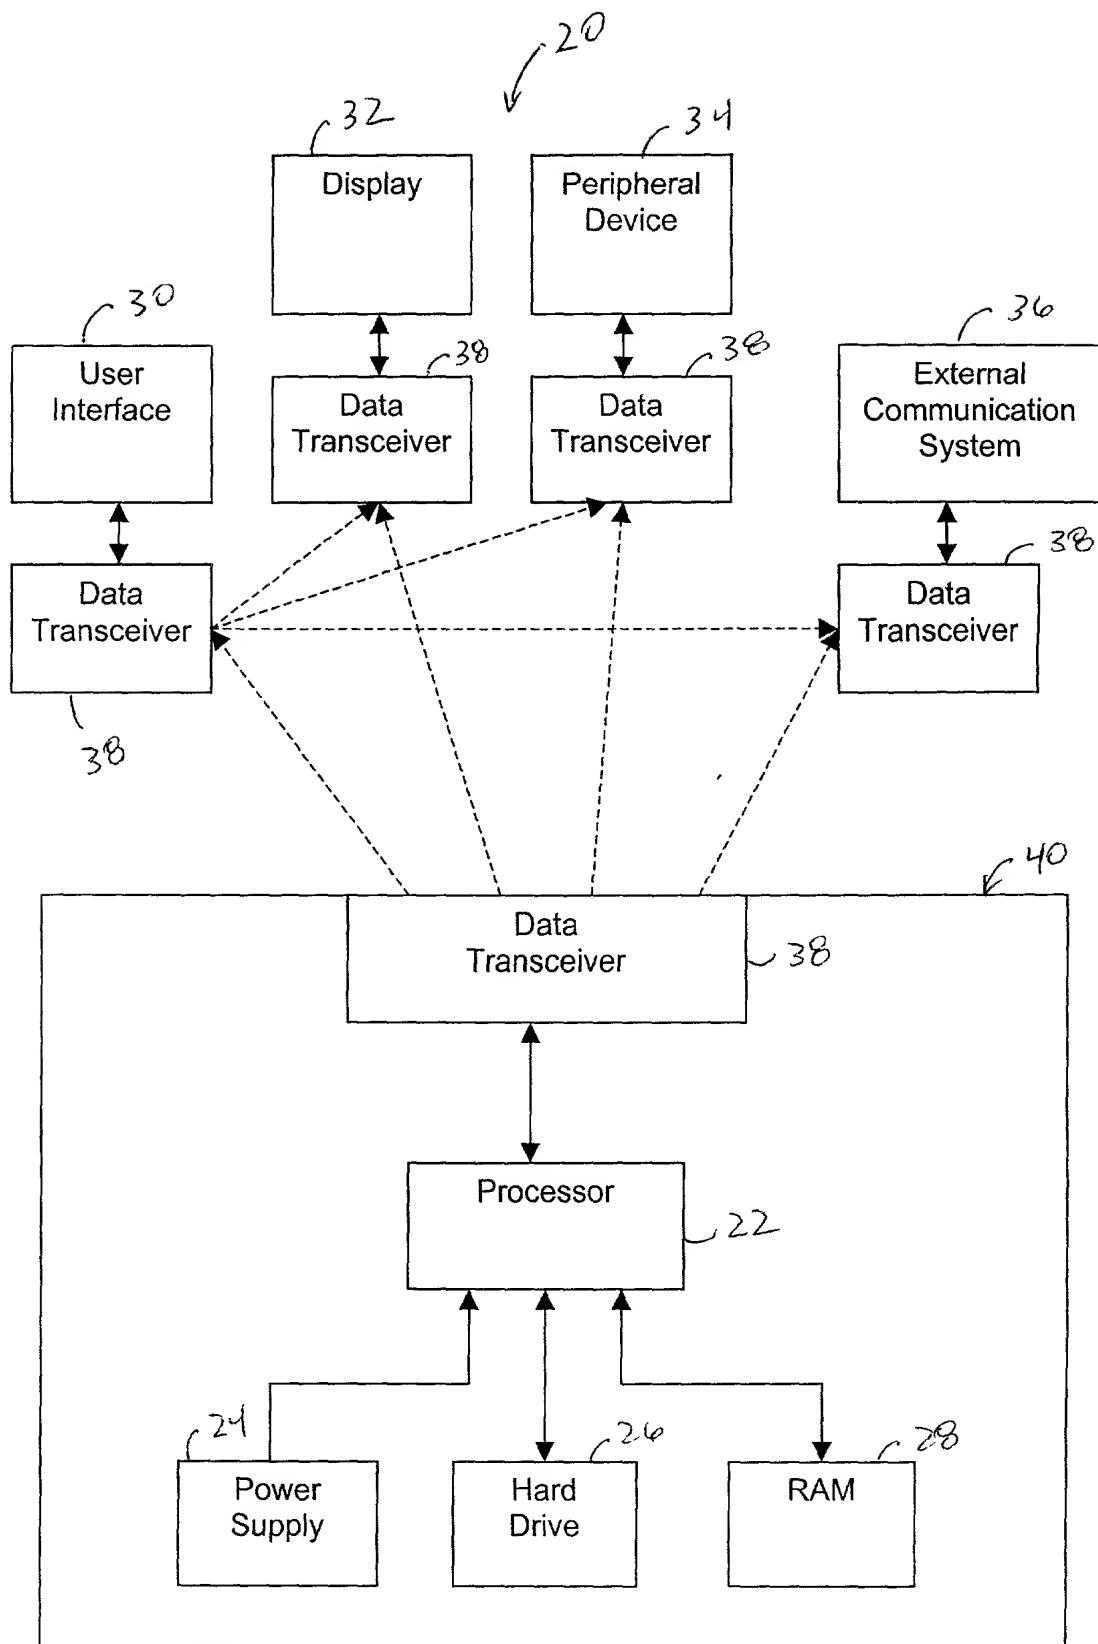 20
32
Display
34
Peripheral
Device
30
User
Interface
38
Data
Transceiver
38
Data
Transceiver
36
External
Communication
System
Data
Transceiver
38
38
Data
Transceiver
40
Data
Transceiver
38
Processor
22
24
Power
Supply
26
Hard
Drive
28
RAM